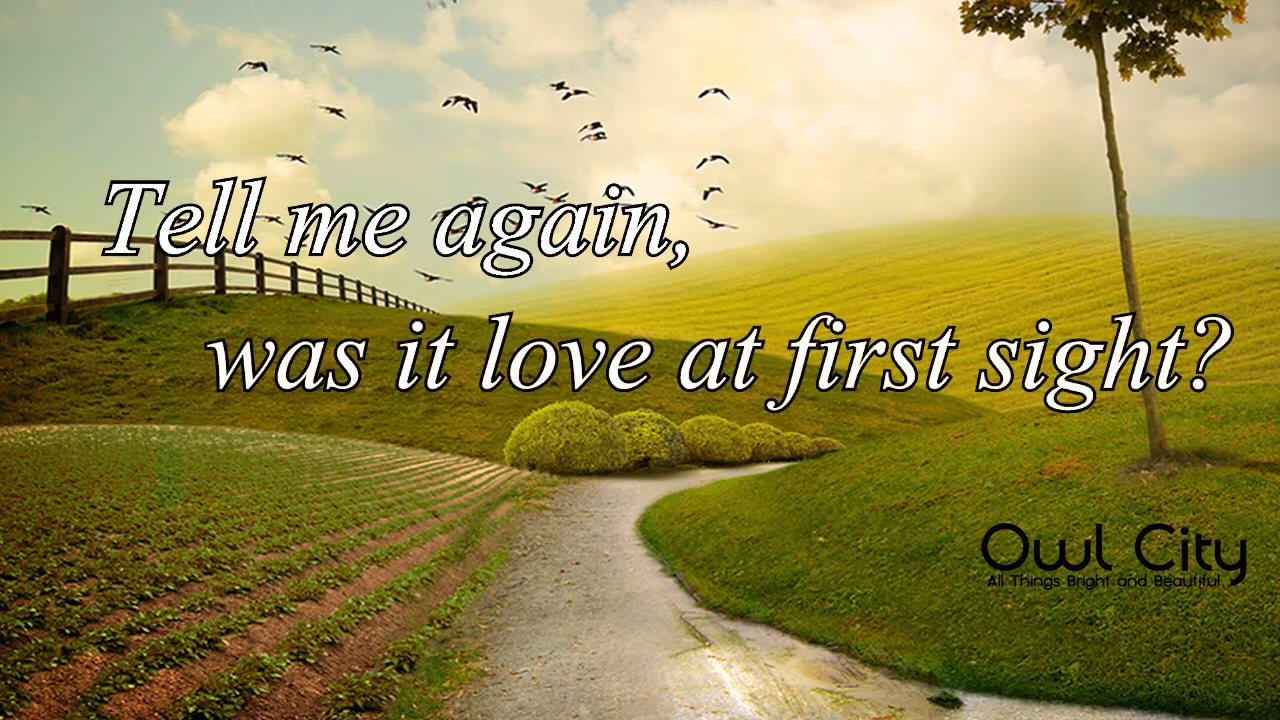 Tell me again,
was it love at first sight?
Owl City
All Things Bright and Beautiful